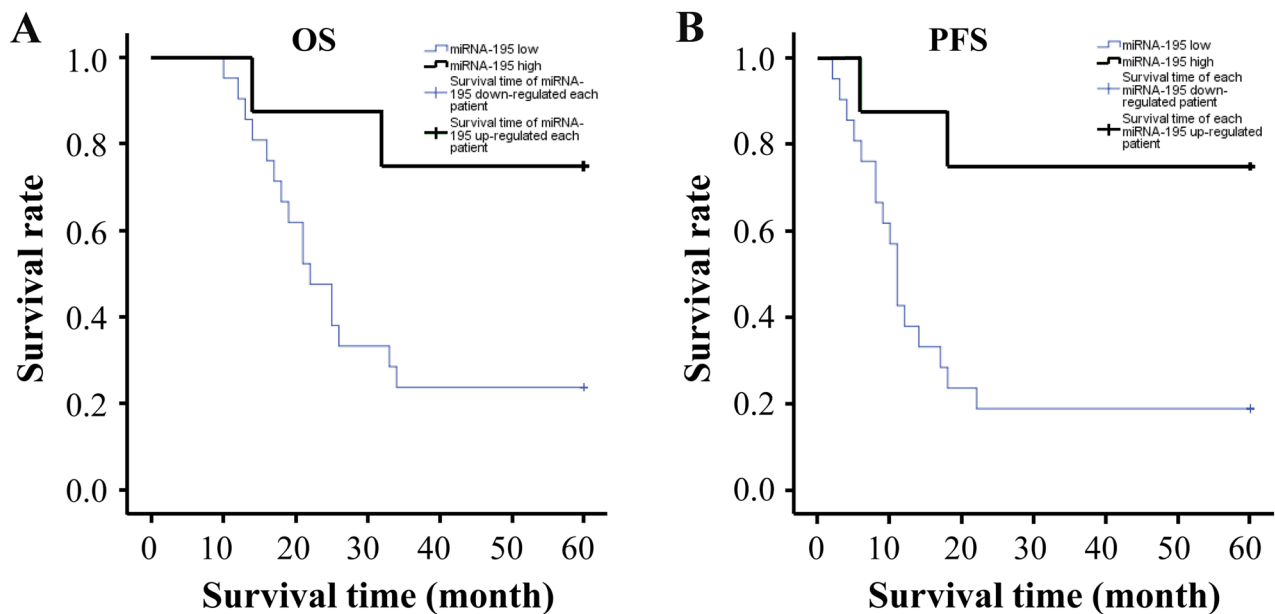 A
OS
miRNA-195 low
miRNA-195 high
Survival time of miRNA-
195 down-regulated each
patient
Survival time of miRNA-
195 up-regulated each
patient
1.0
0.8
0.6
0.4
0.2
0.0
Survival rate
0 10 20 30 40 50 60
Survival time (month)
B
PFS
miRNA-195 low
miRNA-195 high
Survival time of each
miRNA-195 down-
regulated patient
Survival time of each
miRNA-195 up-regulated
patient
1.0
0.8
0.6
0.4
0.2
0.0
Survival rate
0 10 20 30 40 50 60
Survival time (month)